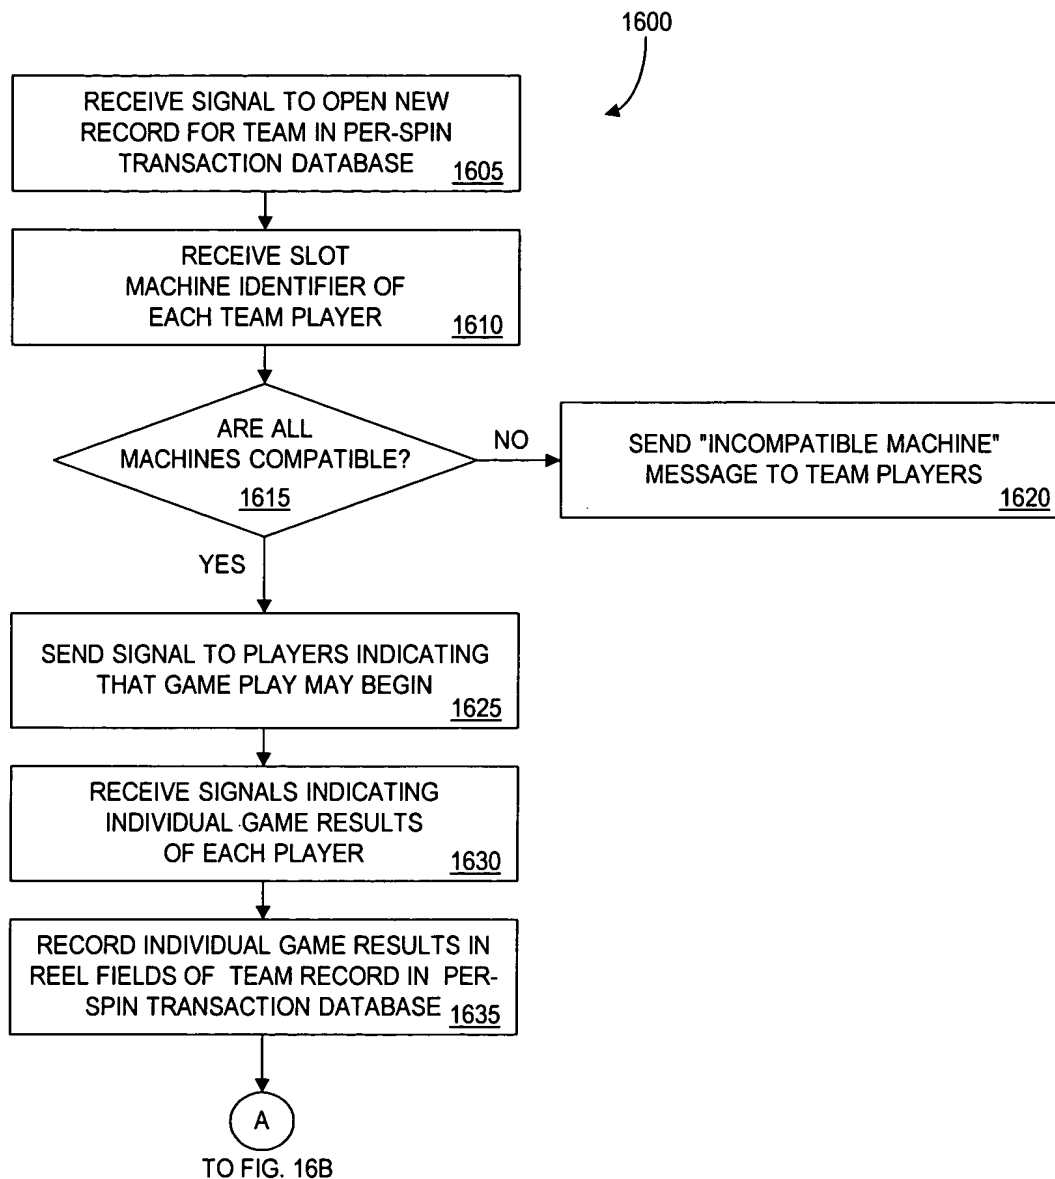 1600
RECEIVE SIGNAL TO OPEN NEW
RECORD FOR TEAM IN PER-SPIN
TRANSACTION DATABASE
1605
RECEIVE SLOT
MACHINE IDENTIFIER OF
EACH TEAM PLAYER
1610
ARE ALL
MACHINES COMPATIBLE?
1615
NO
SEND "INCOMPATIBLE MACHINE"
MESSAGE TO TEAM PLAYERS
1620
YES
SEND SIGNAL TO PLAYERS INDICATING
THAT GAME PLAY MAY BEGIN
1625
RECEIVE SIGNALS INDICATING
INDIVIDUAL GAME RESULTS
OF EACH PLAYER
1630
RECORD INDIVIDUAL GAME RESULTS IN
REEL FIELDS OF TEAM RECORD IN PER-
SPIN TRANSACTION DATABASE
1635
A
TO FIG. 16B